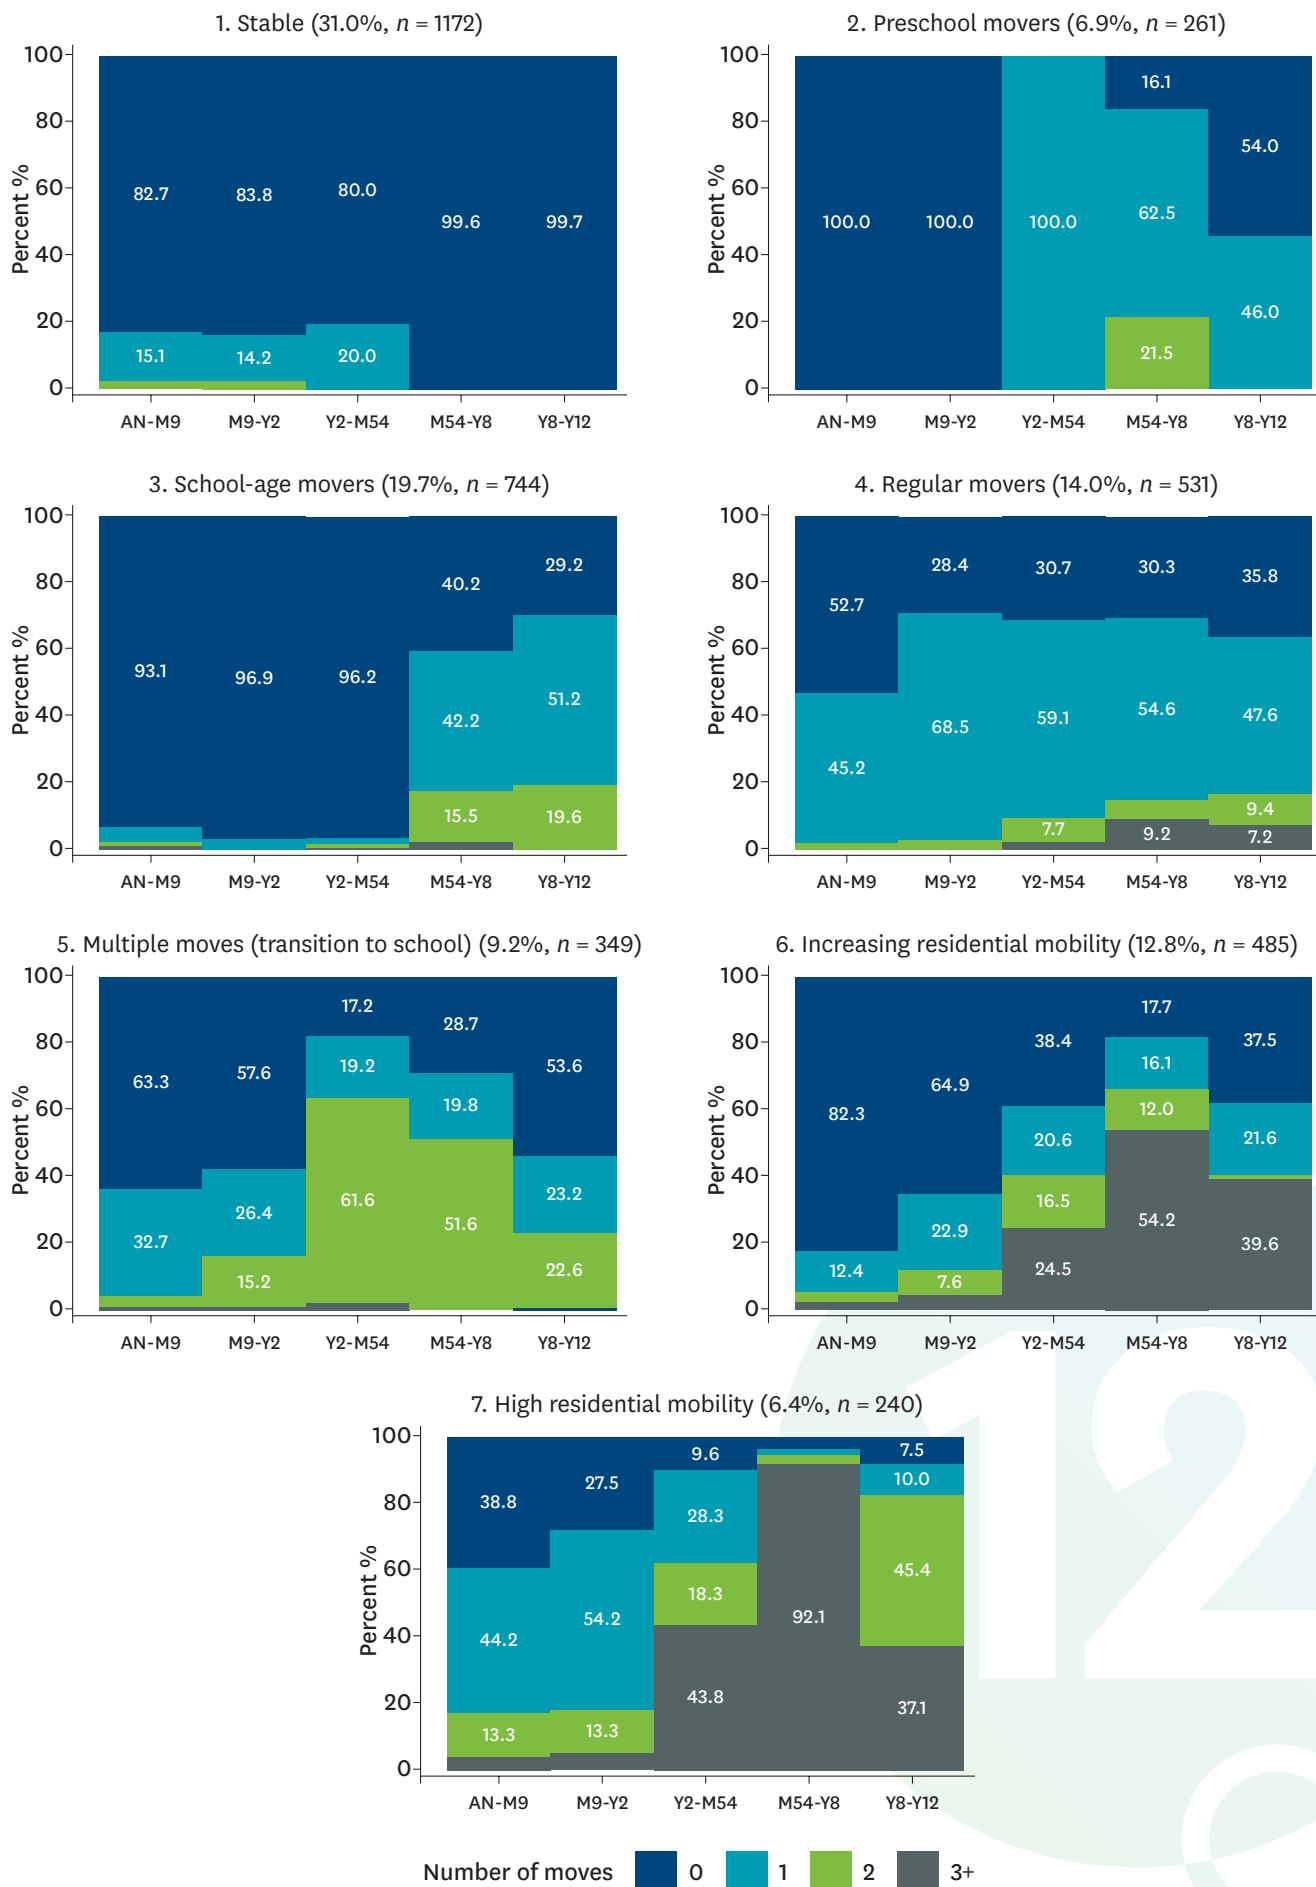 1. Stable (31.0%, n = 1172)
Percent %
100
80
60
40
20
0
82.7 83.8 80.0 99.6 99.7
15.1 14.2 20.0
AN-M9 M9-Y2 Y2-M54 M54-Y8 Y8-Y12
2. Preschool movers (6.9%, n = 261)
Percent %
100
80
60
40
20
0
16.1 54.0
100.0 100.0 100.0 62.5 46.0
21.5
AN-M9 M9-Y2 Y2-M54 M54-Y8 Y8-Y12
3. School-age movers (19.7%, n = 744)
Percent %
100
80
60
40
20
0
93.1 96.9 96.2 40.2 29.2
42.2 51.2
15.5 19.6
AN-M9 M9-Y2 Y2-M54 M54-Y8 Y8-Y12
4. Regular movers (14.0%, n = 531)
Percent %
100
80
60
40
20
0
52.7 28.4 30.7 30.3 35.8
45.2 68.5 59.1 54.6 47.6
7.7 9.4
9.2 7.2
AN-M9 M9-Y2 Y2-M54 M54-Y8 Y8-Y12
5. Multiple moves (transition to school) (9.2%, n = 349)
Percent %
100
80
60
40
20
0
63.3 57.6 17.2 28.7 53.6
32.7 26.4 19.2 19.8 23.2
15.2 61.6 51.6 22.6
AN-M9 M9-Y2 Y2-M54 M54-Y8 Y8-Y12
6. Increasing residential mobility (12.8%, n = 485)
Percent %
100
80
60
40
20
0
82.3 64.9 38.4 17.7 37.5
12.4 22.9 20.6 16.1 21.6
7.6 16.5 12.0
24.5 54.2 39.6
AN-M9 M9-Y2 Y2-M54 M54-Y8 Y8-Y12
7. High residential mobility (6.4%, n = 240)
Percent %
100
80
60
40
20
0
38.8 27.5 9.6 7.5
44.2 54.2 28.3 10.0
13.3 13.3 18.3 45.4
43.8 92.1 37.1
AN-M9 M9-Y2 Y2-M54 M54-Y8 Y8-Y12
Number of moves 0 1 2 3+
12